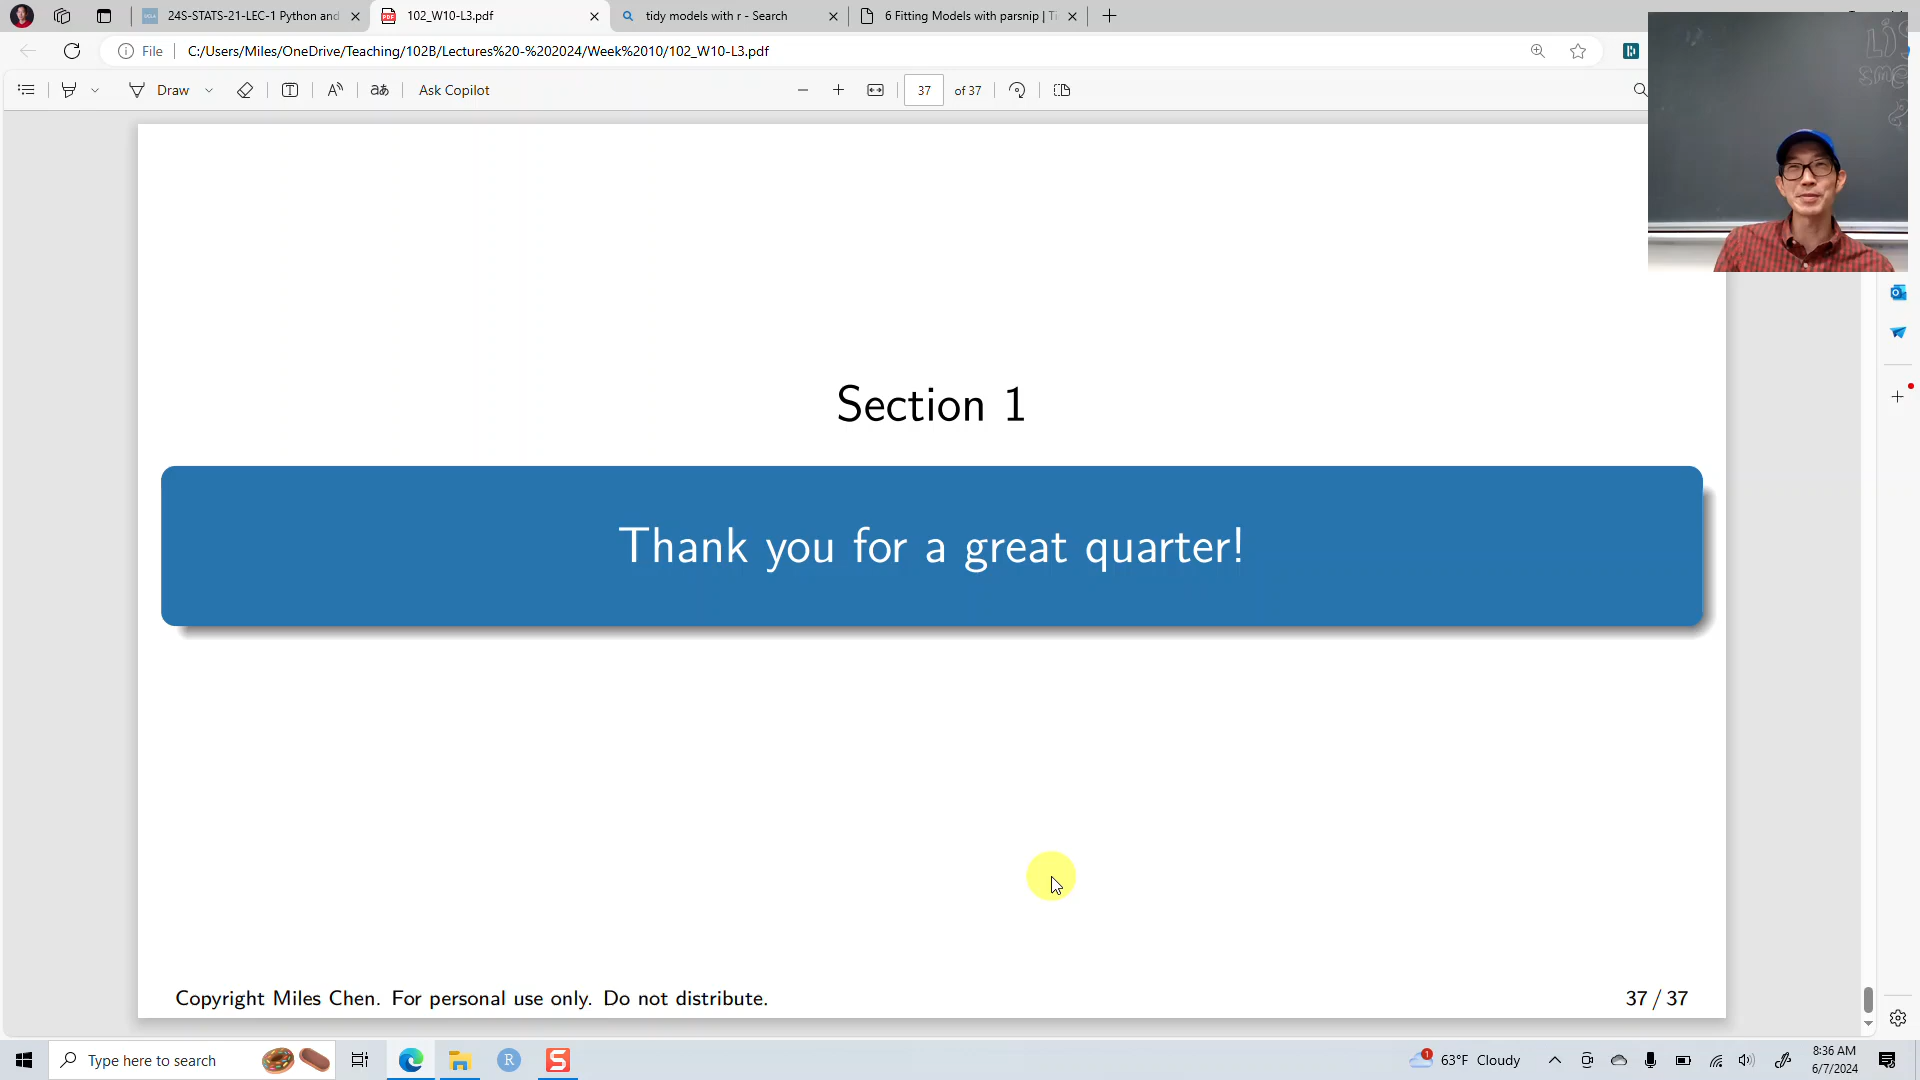 24S-STATS-21-LEC-1 Python and
102_W10-L3.pdf
tidy models with r - Search
6 Fitting Models with parsnip | Ti
File
C:/Users/Miles/OneDrive/Teaching/102B/Lectures%20-%202024/Week%2010/102_W10-L3.pdf
Draw
Ask Copilot
37
of 37
Section 1
Thank you for a great quarter!
Copyright Miles Chen. For personal use only. Do not distribute.
37 / 37
Type here to search
R
S
1
63°F Cloudy
8:36 AM
6/7/2024